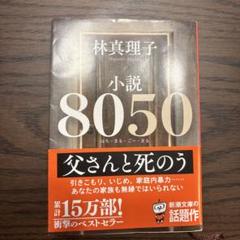 林真理子
小説
8050
はち・まる・ごー・まる
父さんと死のう
引きこもり、いじめ、家庭内暴力……
あなたの家族も無縁ではいられない
累計15万部!
衝撃のベストセラー
新潮文庫の
話題作